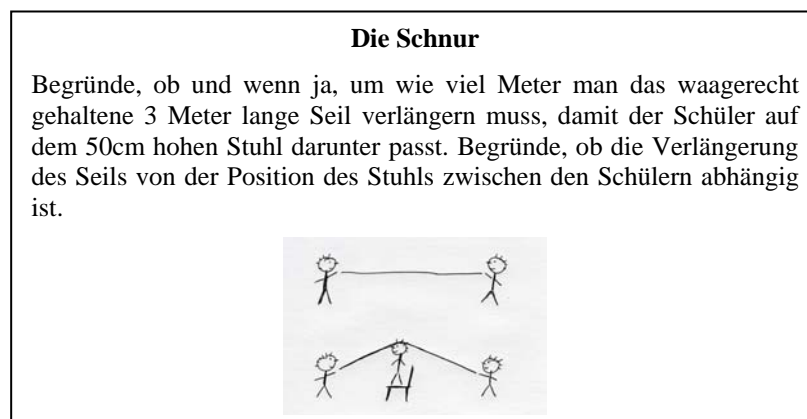 Die Schnur
Begründe, ob und wenn ja, um wie viel Meter man das waagerecht
gehaltene 3 Meter lange Seil verlängern muss, damit der Schüler auf
dem 50cm hohen Stuhl darunter passt. Begründe, ob die Verlängerung
des Seils von der Position des Stuhls zwischen den Schülern abhängig
ist.